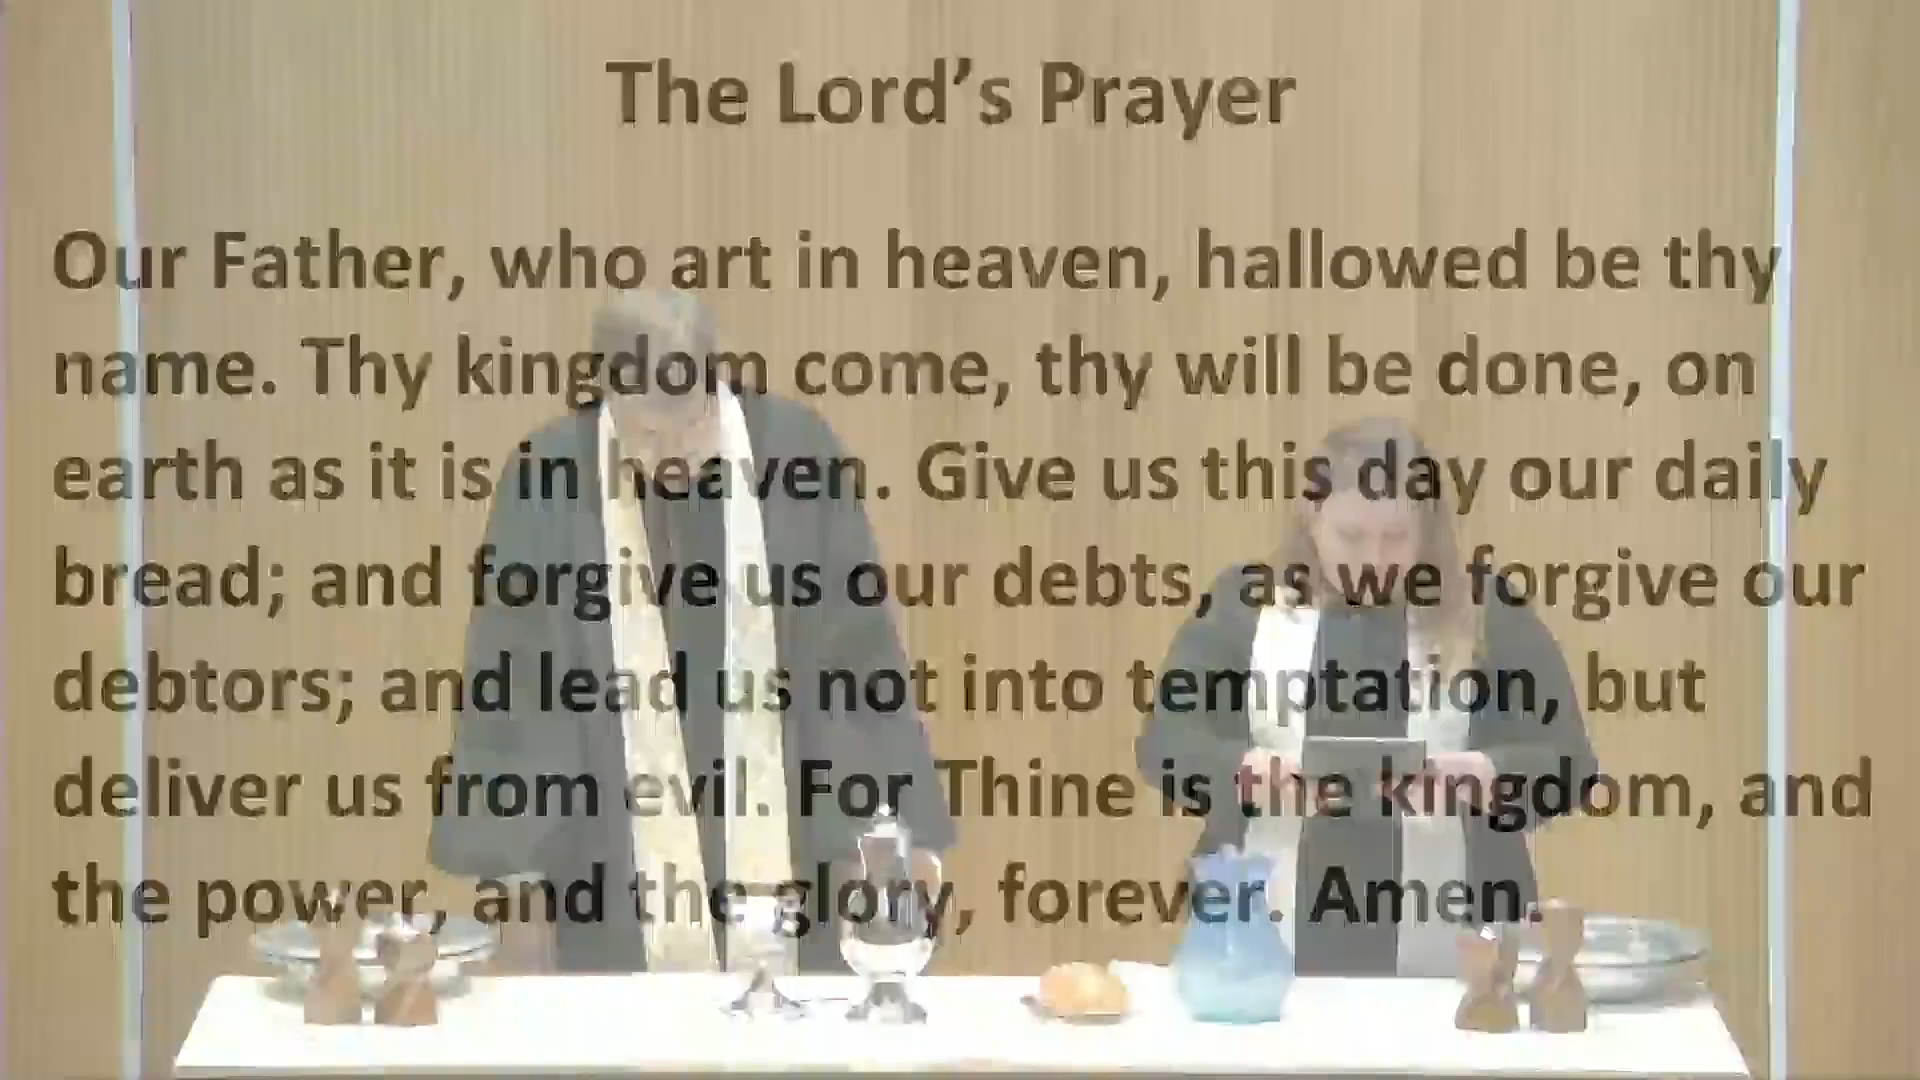 The Lord’s Prayer
Our Father, who art in heaven, hallowed be thy
name. Thy kingdom come, thy will be done, on
earth as it is in heaven. Give us this day our daily
bread; and forgive us our debts, as we forgive our
debtors; and lead us not into temptation, but
deliver us from evil. For Thine is the kingdom, and
the power, and the glory, forever. Amen.